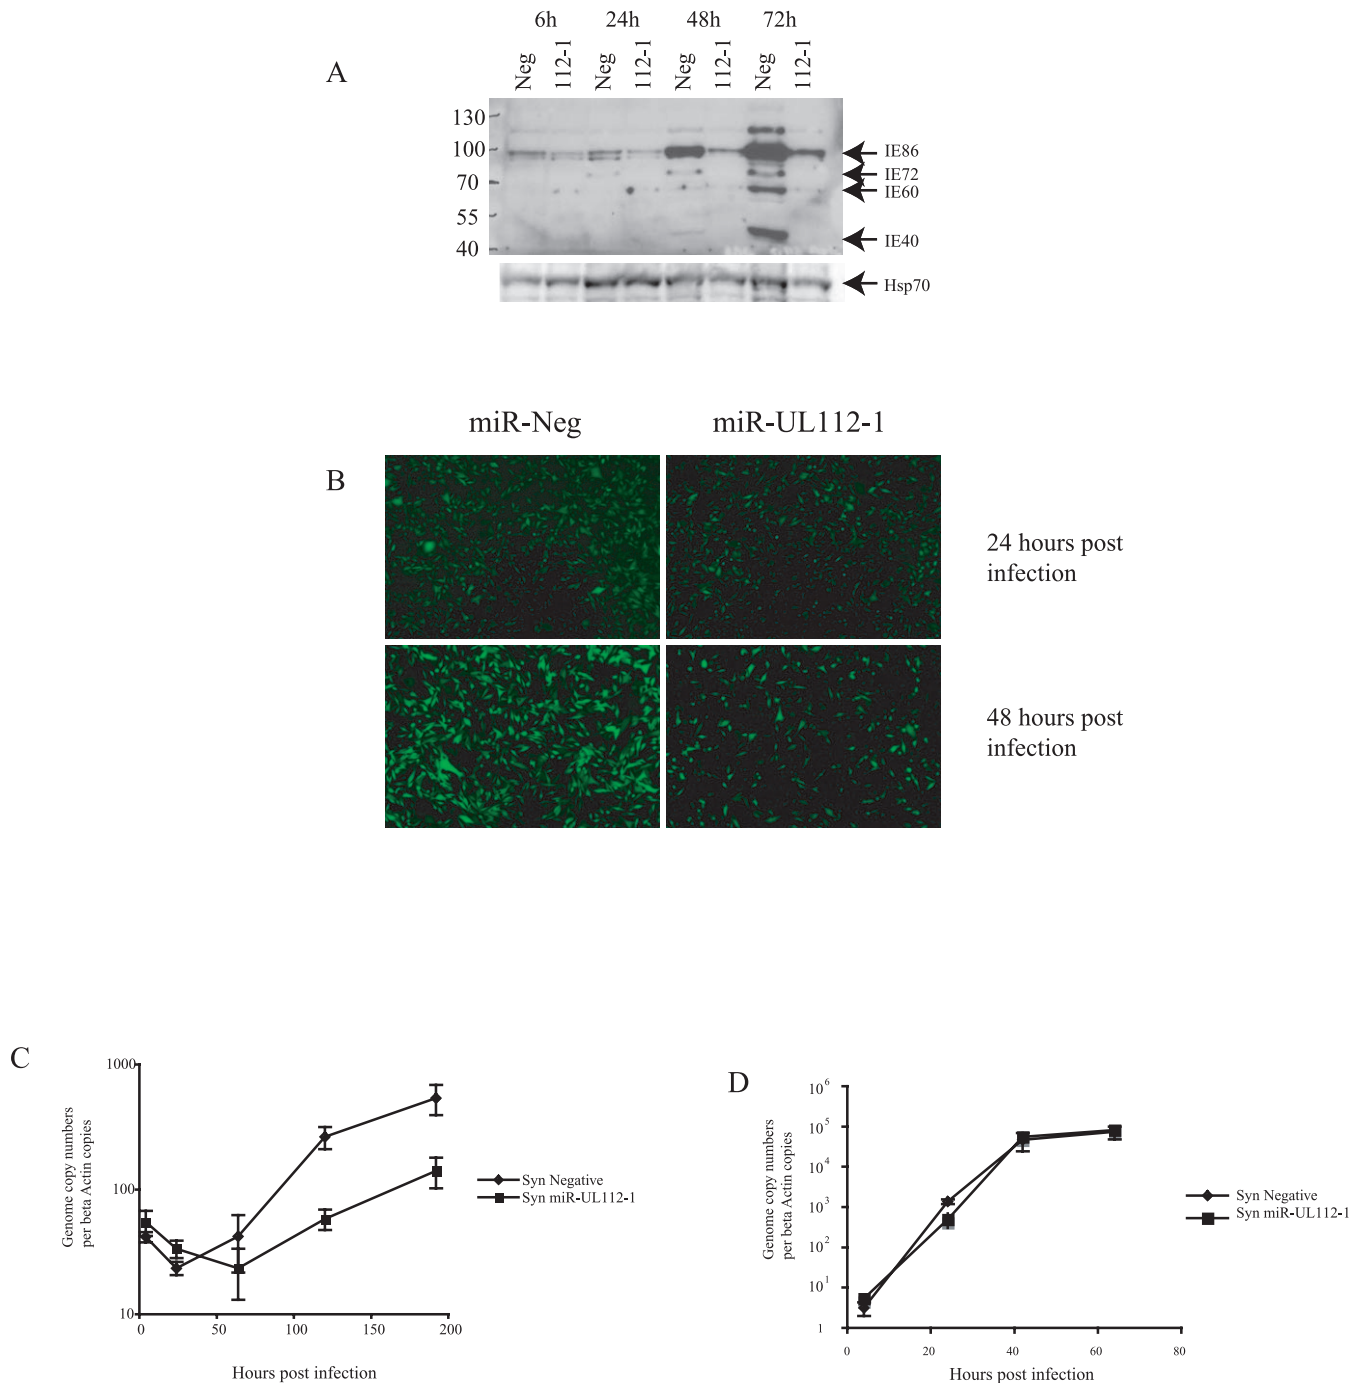 6h 24h 48h 72h
A
Neg 112-1 Neg 112-1 Neg 112-1 Neg 112-1
130
100
70
55
40
IE86
IE72
IE60
IE40
Hsp70
miR-Neg miR-UL112-1
B
24 hours post
infection
48 hours post
infection
C
Genome copy numbers
per beta Actin copies
1000
100
10
0 50 100 150 200
Hours post infection
Syn Negative
Syn miR-UL112-1
D
Genome copy numbers
per beta Actin copies
10^6
10^5
10^4
10^3
10^2
10^1
1
0 20 40 60 80
Hours post infection
Syn Negative
Syn miR-UL112-1